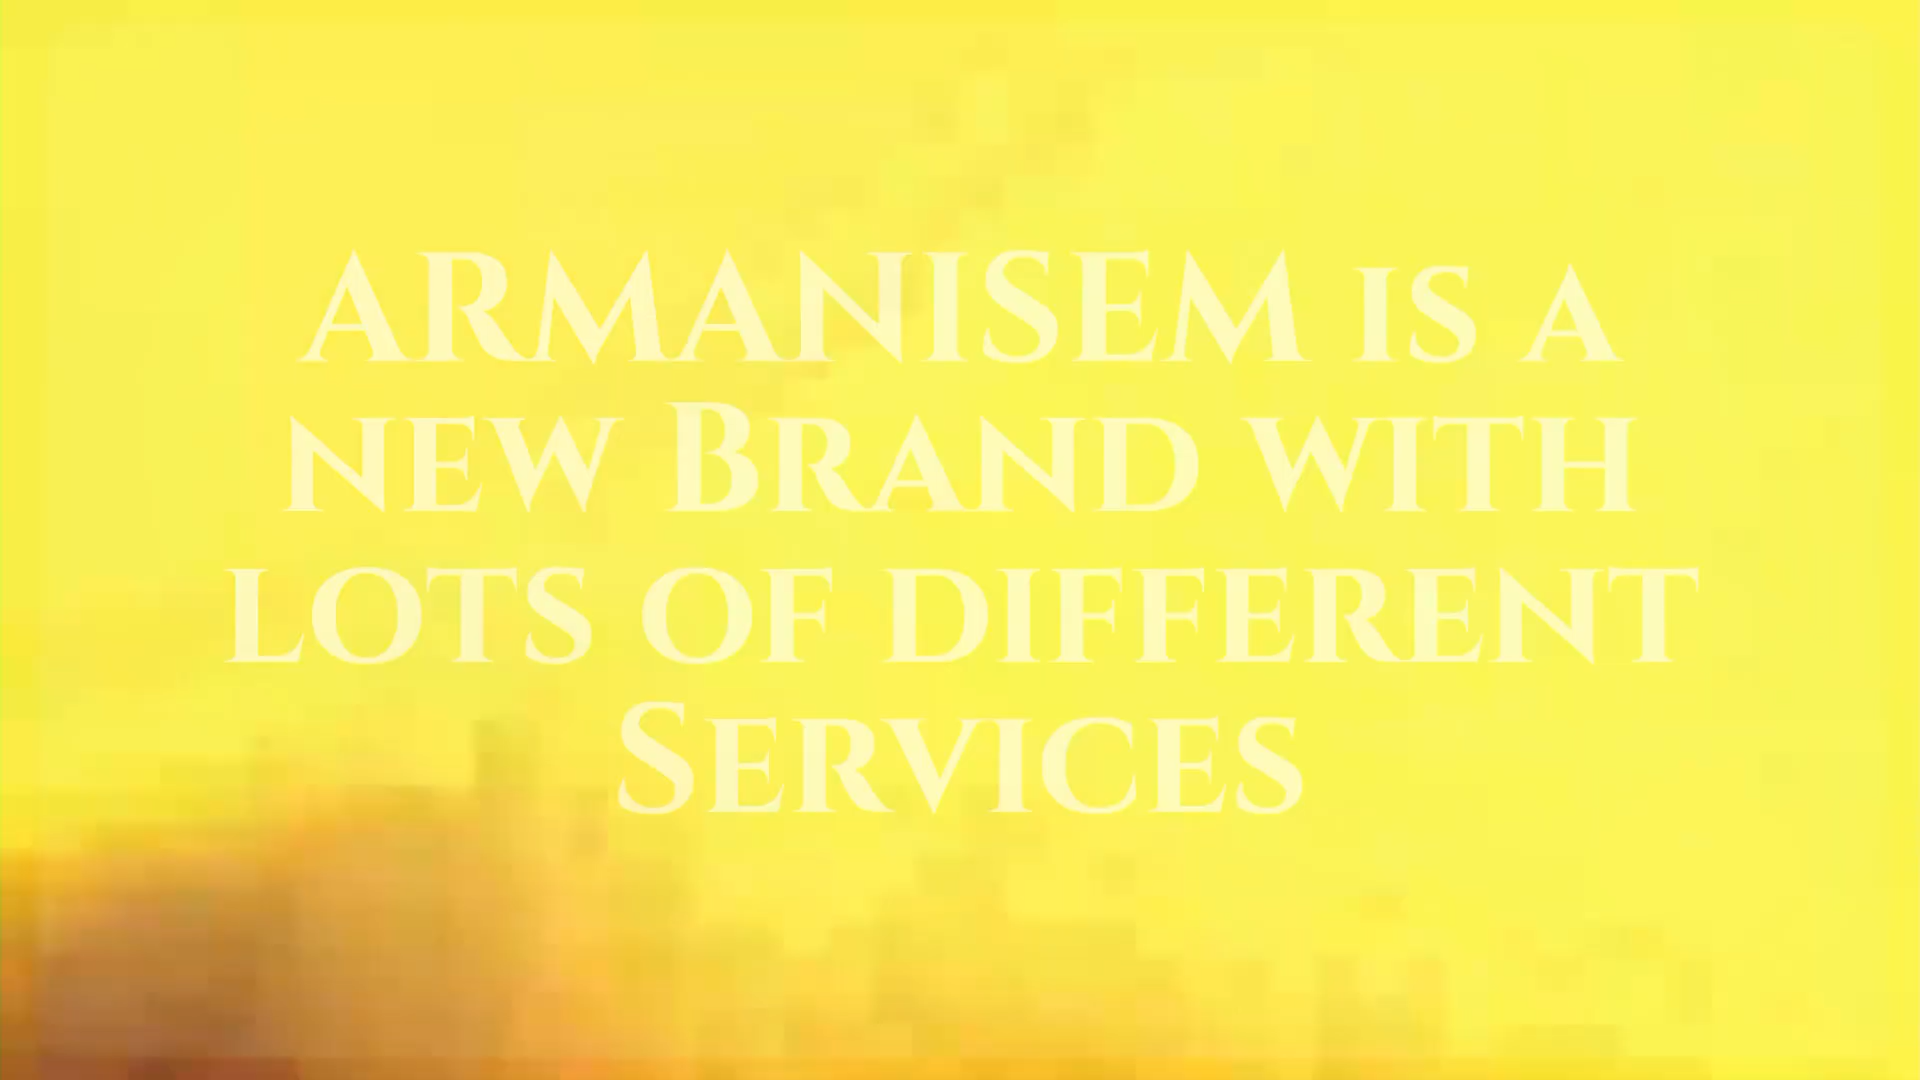 ARMANISEM is a
new Brand with
lots of different
Services